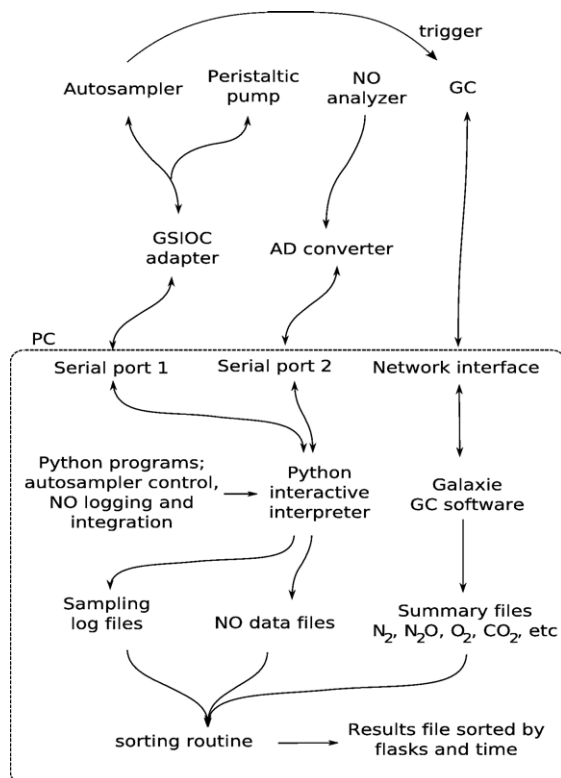 trigger
Autosampler
Peristaltic
pump
NO
analyzer
GC
GSIOC
adapter
AD converter
PC
Serial port 1
Serial port 2
Network interface
Python programs;
autosampler control,
NO logging and
integration
Python
interactive
interpreter
Galaxie
GC software
Sampling
log files
NO data files
Summary files
N₂, N₂O, O₂, CO₂, etc
sorting routine
Results file sorted by
flasks and time